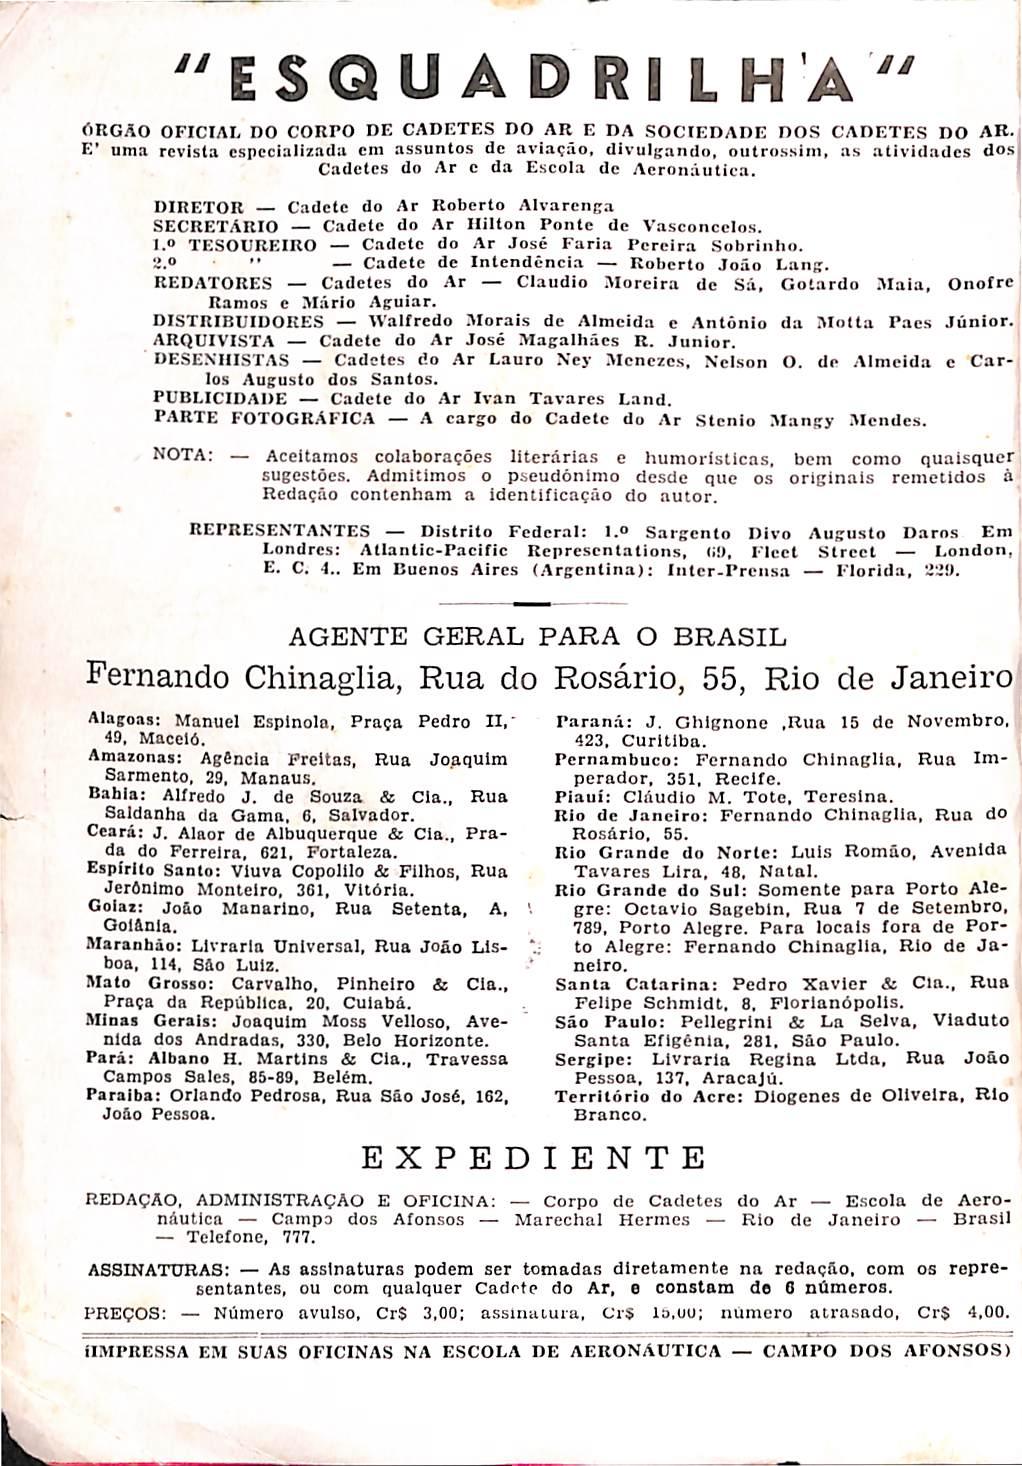 "ESQUADRILHA"
ÓRGÃO OFICIAL DO CORPO DE CADETES DO AR E DA SOCIEDADE DOS CADETES DO AR.
E' uma revista especializada em assuntos de aviação, divulgando, outrossim, as atividades dos
Cadetes do Ar e da Escola de Aeronáutica.
DIRETOR — Cadete do Ar Roberto Alvarenga
SECRETÁRIO — Cadete do Ar Hilton Ponte de Vasconcelos.
1.º TESOUREIRO — Cadete do Ar José Faria Pereira Sobrinho.
2.º " — Cadete de Intendência — Roberto João Lang.
REDATORES — Cadetes do Ar — Claudio Moreira de Sá, Gotardo Maia, Onofre
Ramos e Mário Aguiar.
DISTRIBUIDORES — Walfredo Morais de Almeida e Antônio da Motta Paes Júnior.
ARQUIVISTA — Cadete do Ar José Magalhães R. Junior.
DESENHISTAS — Cadetes do Ar Lauro Ney Menezes, Nelson O. de Almeida e Car-
los Augusto dos Santos.
PUBLICIDADE — Cadete do Ar Ivan Tavares Land.
PARTE FOTOGRÁFICA — A cargo do Cadete do Ar Stenio Mangy Mendes.
NOTA: — Aceitamos colaborações literárias e humorísticas, bem como quaisquer
sugestões. Admitimos o pseudônimo desde que os originais remetidos à
Redação contenham a identificação do autor.
REPRESENTANTES — Distrito Federal: 1.º Sargento Divo Augusto Daros. Em
Londres: Atlantic-Pacific Representations, 69, Fleet Street — London,
E. C. 4.. Em Buenos Aires (Argentina): Inter-Prensa — Florida, 229.
AGENTE GERAL PARA O BRASIL
Fernando Chinaglia, Rua do Rosário, 55, Rio de Janeiro
Alagoas: Manuel Espinola, Praça Pedro II,
49, Maceió.
Amazonas: Agência Freitas, Rua Joaquim
Sarmento, 29, Manaus.
Bahia: Alfredo J. de Souza & Cia., Rua
Saldanha da Gama, 6, Salvador.
Ceará: J. Alaor de Albuquerque & Cia., Pra-
da do Ferreira, 621, Fortaleza.
Espírito Santo: Viuva Copolilo & Filhos, Rua
Jerônimo Monteiro, 361, Vitória.
Goiaz: João Manarino, Rua Setenta, A,
Goiânia.
Maranhão: Livraria Universal, Rua João Lis-
boa, 114, São Luiz.
Mato Grosso: Carvalho, Pinheiro & Cia.,
Praça da República, 20, Cuiabá.
Minas Gerais: Joaquim Moss Velloso, Ave-
nida dos Andradas, 330, Belo Horizonte.
Pará: Albano H. Martins & Cia., Travessa
Campos Sales, 85-89, Belém.
Paraiba: Orlando Pedrosa, Rua São José, 162,
João Pessoa.
Paraná: J. Ghignone ,Rua 15 de Novembro,
423, Curitiba.
Pernambuco: Fernando Chinaglia, Rua Im-
perador, 351, Recife.
Piauí: Cláudio M. Tote, Teresina.
Rio de Janeiro: Fernando Chinaglia, Rua do
Rosário, 55.
Rio Grande do Norte: Luis Romão, Avenida
Tavares Lira, 48, Natal.
Rio Grande do Sul: Somente para Porto Ale-
gre: Octavio Sagebin, Rua 7 de Setembro,
789, Porto Alegre. Para locais fora de Por-
to Alegre: Fernando Chinaglia, Rio de Ja-
neiro.
Santa Catarina: Pedro Xavier & Cia., Rua
Felipe Schmidt, 8, Florianópolis.
São Paulo: Pellegrini & La Selva, Viaduto
Santa Efigênia, 281, São Paulo.
Sergipe: Livraria Regina Ltda, Rua João
Pessoa, 137, Aracajú.
Território do Acre: Diogenes de Oliveira, Rio
Branco.
EXPEDIENTE
REDAÇÃO, ADMINISTRAÇÃO E OFICINA: — Corpo de Cadetes do Ar — Escola de Aero-
náutica — Campo dos Afonsos — Marechal Hermes — Rio de Janeiro — Brasil
— Telefone, 777.
ASSINATURAS: — As assinaturas podem ser tomadas diretamente na redação, com os repre-
sentantes, ou com qualquer Cadete do Ar, e constam de 6 números.
PREÇOS: — Número avulso, Cr$ 3,00; assinatura, Cr$ 15,00; número atrasado, Cr$ 4,00.
(IMPRESSA EM SUAS OFICINAS NA ESCOLA DE AERONÁUTICA — CAMPO DOS AFONSOS)